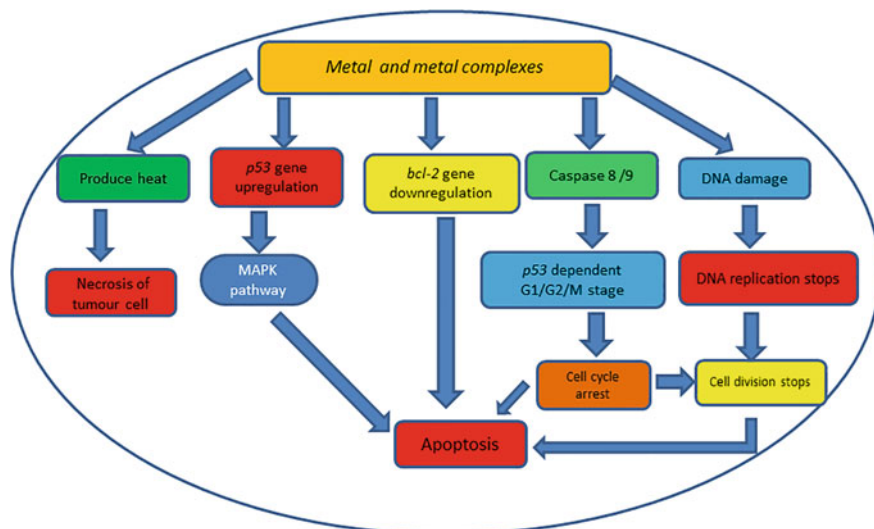 Metal and metal complexes
Produce heat
p53 gene
upregulation
bcl-2 gene
downregulation
Caspase 8 /9
DNA damage
Necrosis of
tumour cell
MAPK
pathway
p53 dependent
G1/G2/M stage
DNA replication stops
Cell cycle
arrest
Cell division stops
Apoptosis